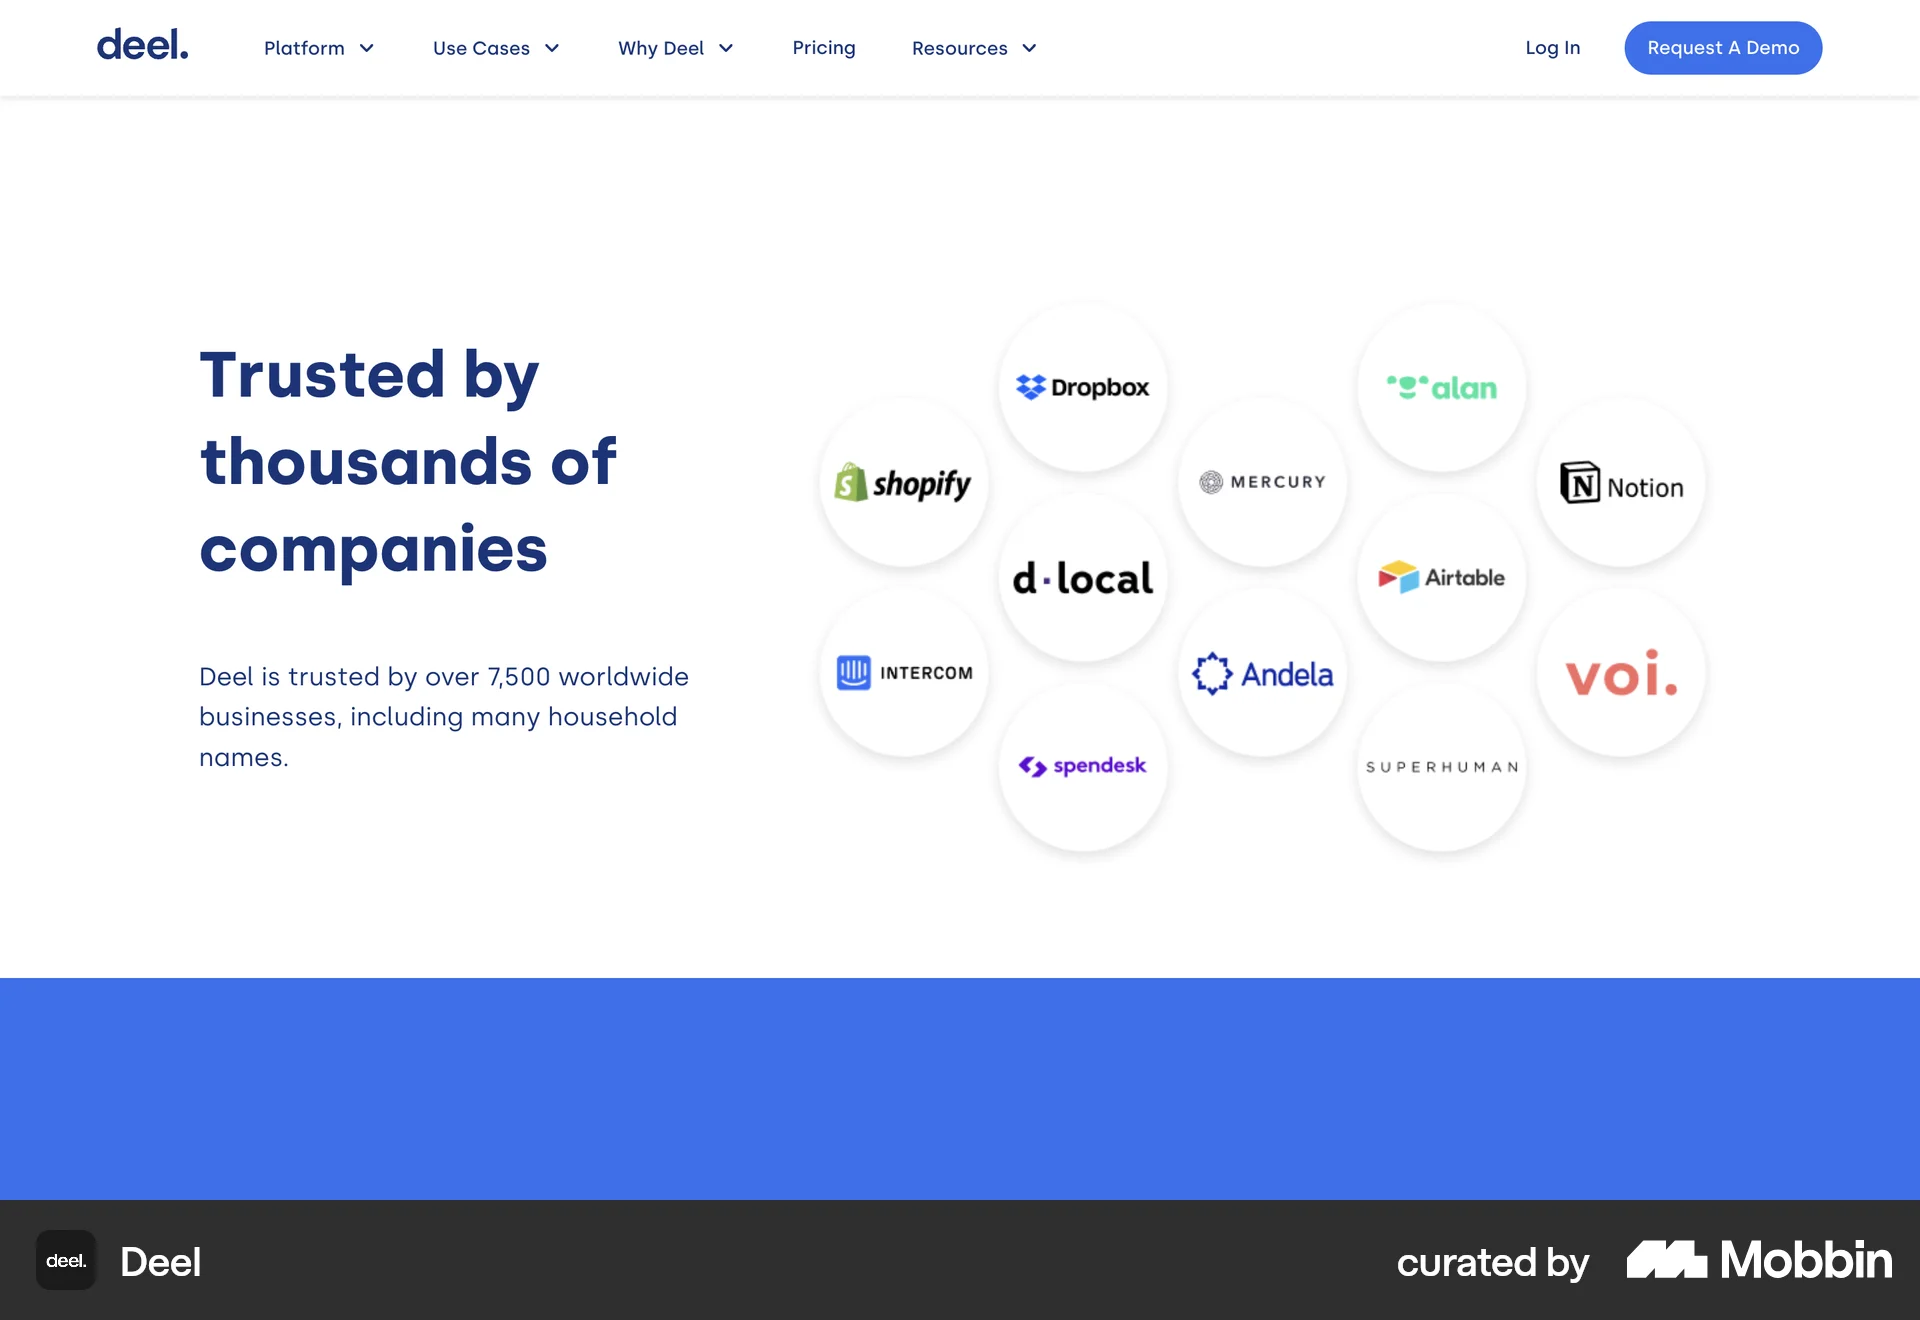 deel.
Platform
Use Cases
Why Deel
Pricing
Resources
Log In
Request A Demo
Trusted by
thousands of
companies
Deel is trusted by over 7,500 worldwide
businesses, including many household
names.
Dropbox
alan
shopify
MERCURY
Notion
d·local
Airtable
INTERCOM
Andela
voi.
spendesk
SUPERHUMAN
deel.
Deel
curated by
Mobbin